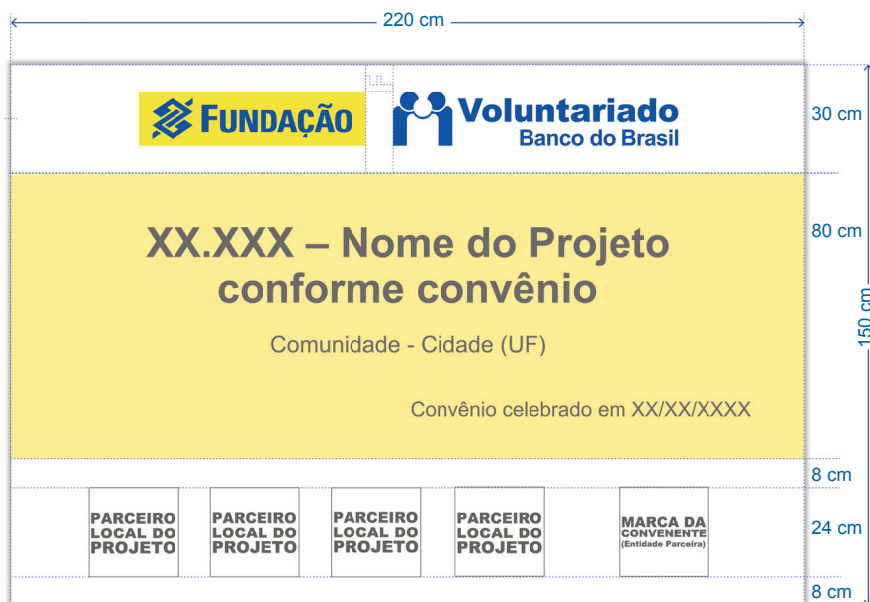 220 cm
FUNDAÇÃO
Voluntariado
Banco do Brasil
30 cm
XX.XXX – Nome do Projeto
conforme convênio
80 cm
Comunidade - Cidade (UF)
150 cm
Convênio celebrado em XX/XX/XXXX
8 cm
PARCEIRO
LOCAL DO
PROJETO
PARCEIRO
LOCAL DO
PROJETO
PARCEIRO
LOCAL DO
PROJETO
PARCEIRO
LOCAL DO
PROJETO
MARCA DA
CONVENENTE
(Entidade Parceira)
24 cm
8 cm